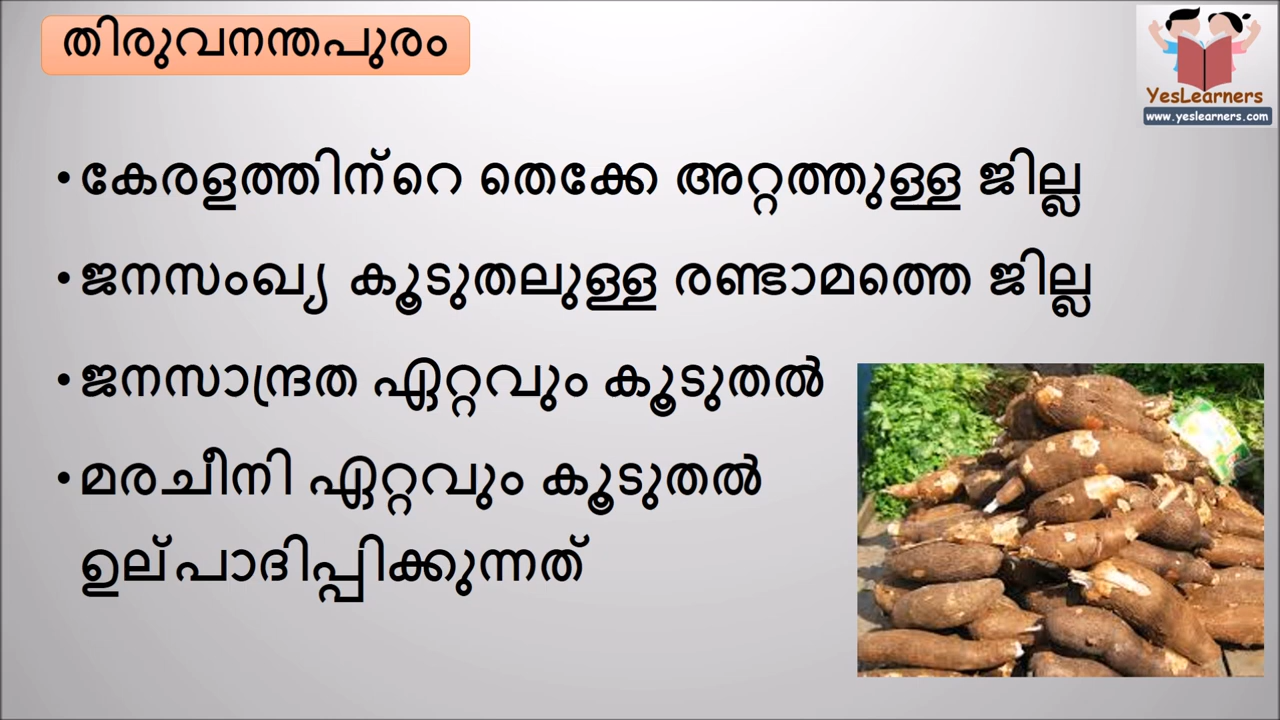 തിരുവനന്തപുരം
YesLearners
www.yeslearners.com
•കേരളത്തിന്റെ തെക്കേ അറ്റത്തുള്ള ജില്ല
•ജനസംഖ്യ കൂടുതലുള്ള രണ്ടാമത്തെ ജില്ല
•ജനസാന്ദ്രത ഏറ്റവും കൂടുതൽ
•മരചീനി ഏറ്റവും കൂടുതൽ
ഉല്പാദിപ്പിക്കുന്നത്